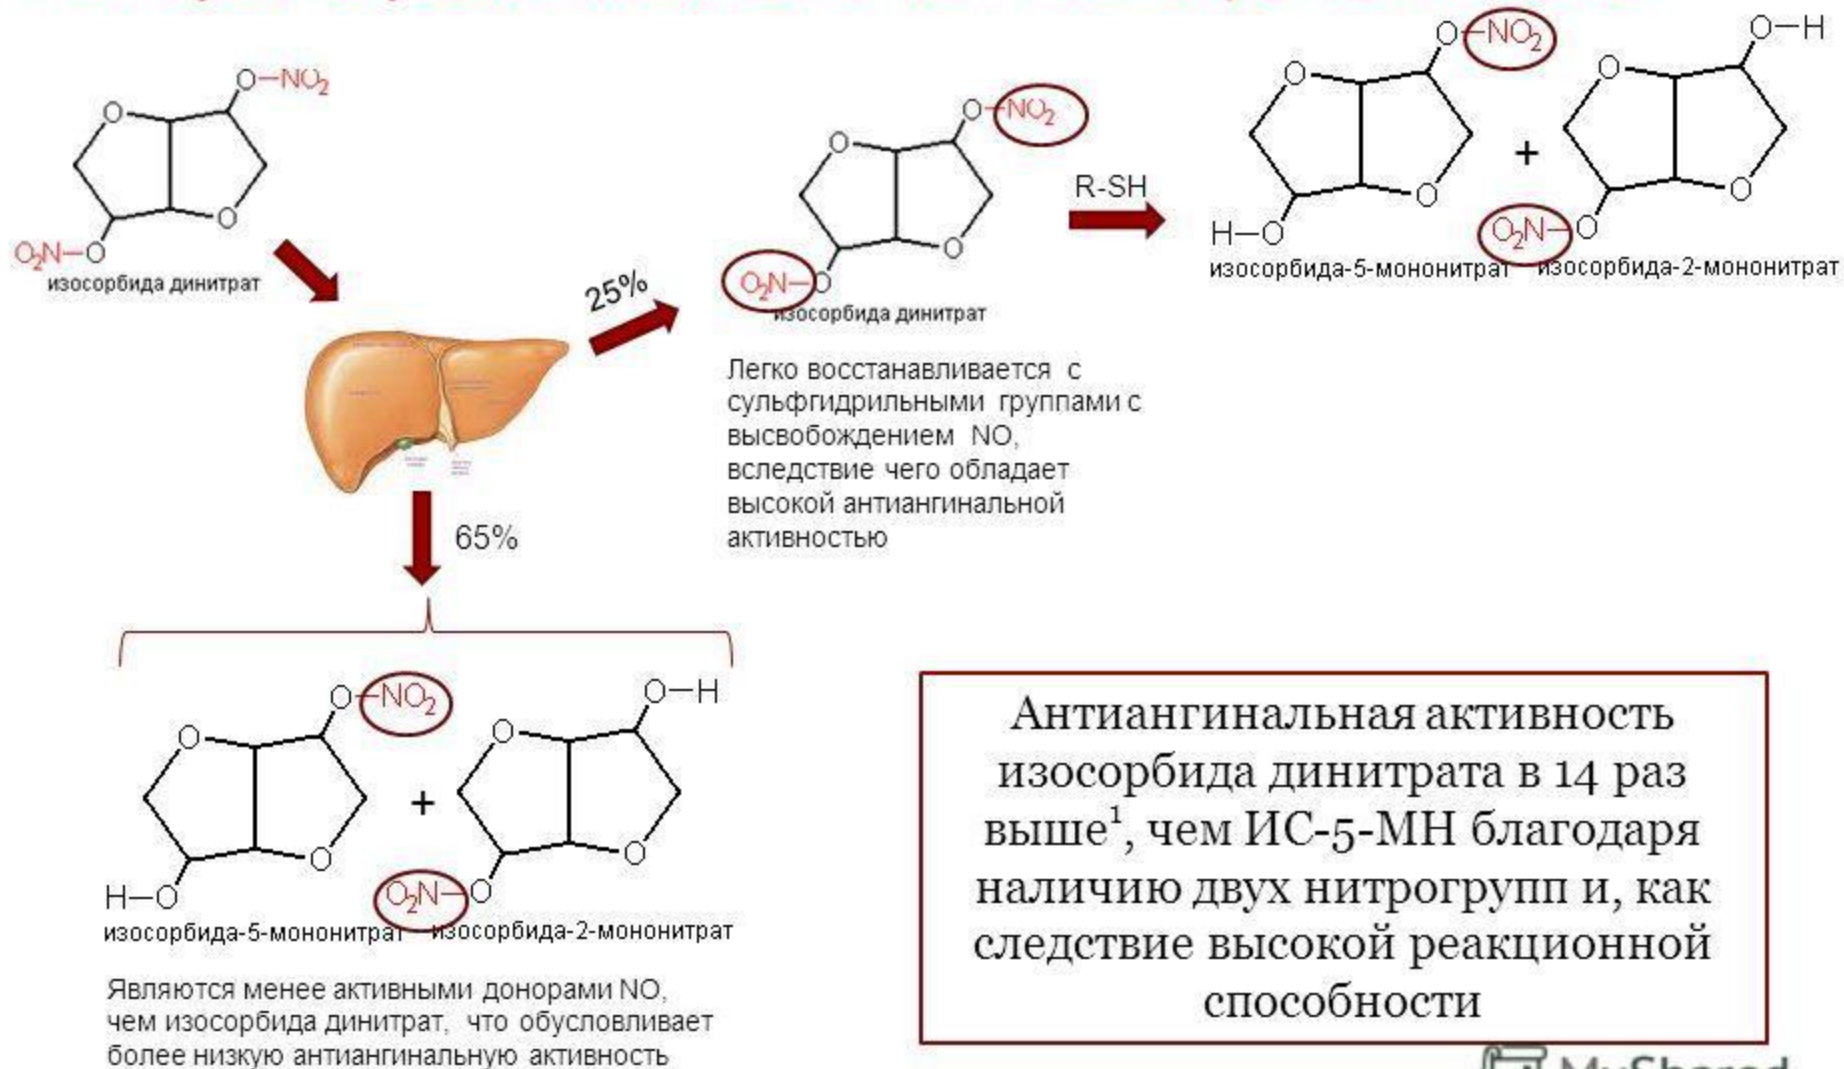 O–NO₂
O
O
O₂N–O
изосорбида динитрат
25%
O–NO₂
O
O
O₂N–O
изосорбида динитрат
R-SH
O–NO₂
O
O
H–O
изосорбида-5-мононитрат
+
O–H
O
O
O₂N–O
изосорбида-2-мононитрат
Легко восстанавливается с
сульфгидрильными группами с
высвобождением NO,
вследствие чего обладает
высокой антиангинальной
активностью
65%
O–NO₂
O
O
H–O
изосорбида-5-мононитрат
+
O–H
O
O
O₂N–O
изосорбида-2-мононитрат
Являются менее активными донорами NO,
чем изосорбида динитрат, что обусловливает
более низкую антиангинальную активность
Антиангинальная активность
изосорбида динитрата в 14 раз
выше¹, чем ИС-5-МН благодаря
наличию двух нитрогрупп и, как
следствие высокой реакционной
способности
MyShared